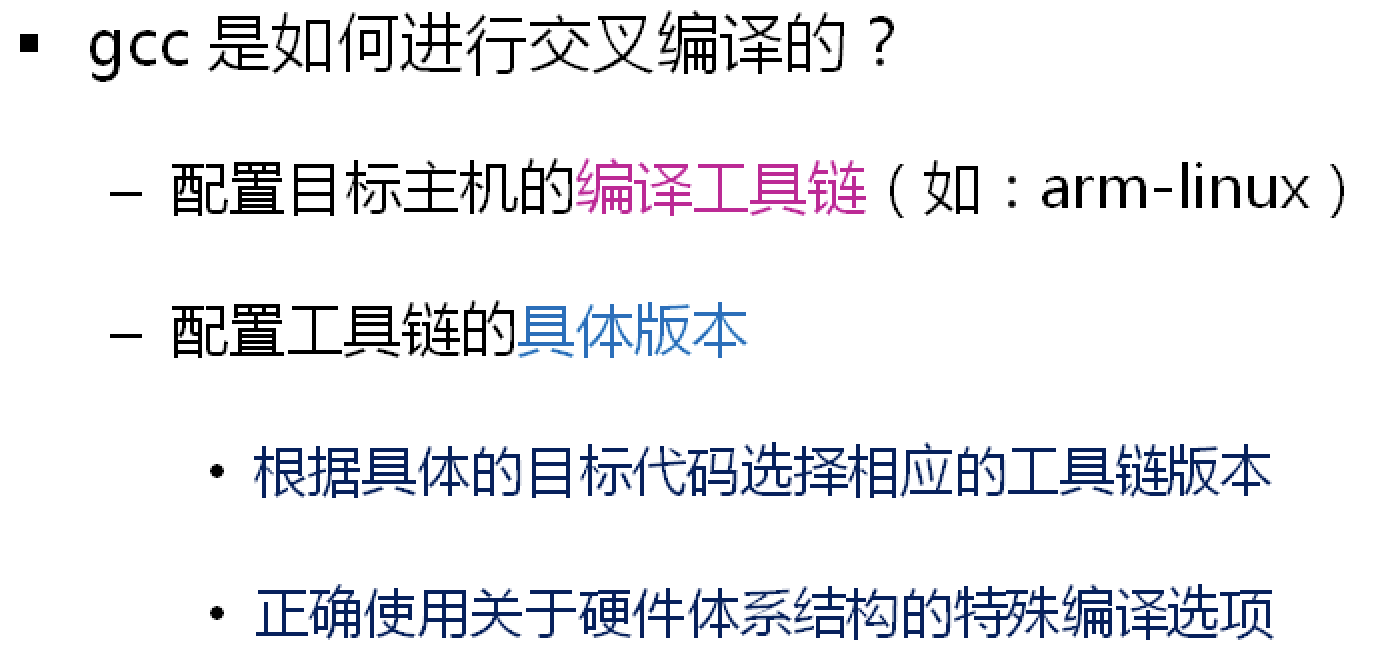 ▪ gcc 是如何进行交叉编译的？
– 配置目标主机的编译工具链（如：arm-linux）
– 配置工具链的具体版本
• 根据具体的目标代码选择相应的工具链版本
• 正确使用关于硬件体系结构的特殊编译选项